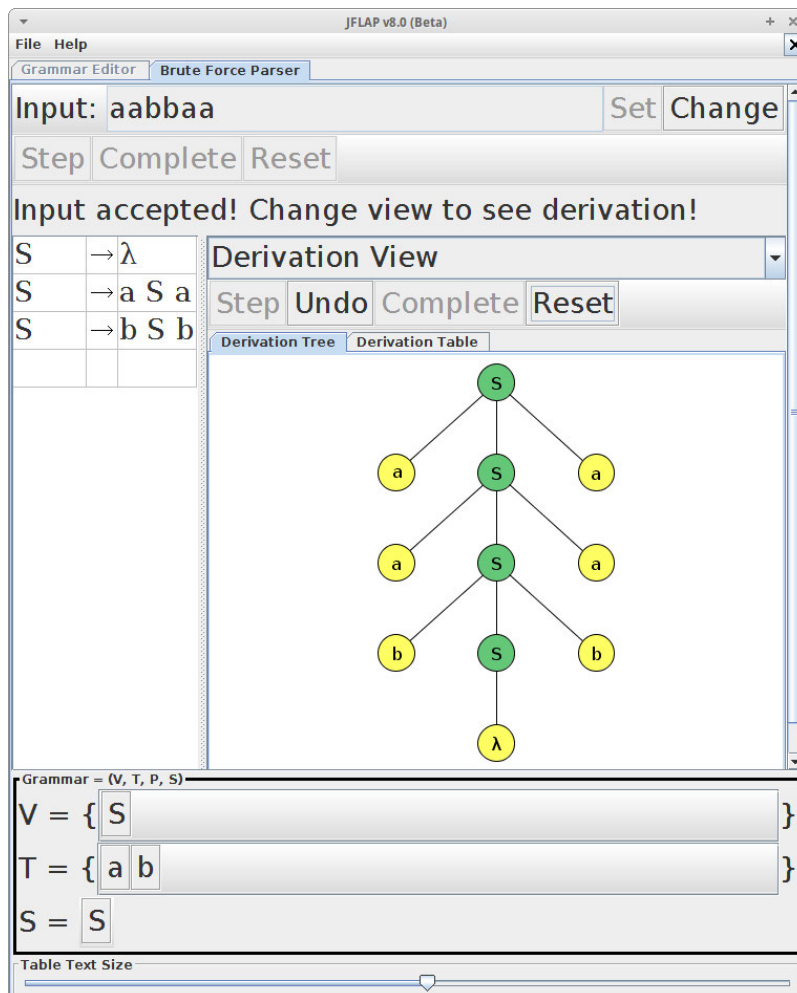 JFLAP v8.0 (Beta)
File Help
Grammar Editor Brute Force Parser
Input: aabbaa Set Change
Step Complete Reset
Input accepted! Change view to see derivation!
S → λ
S → a S a
S → b S b
Derivation View
Step Undo Complete Reset
Derivation Tree Derivation Table
S
a S a
a S a
b S b
λ
Grammar = (V, T, P, S)
V = { S }
T = { a b }
S = S
Table Text Size